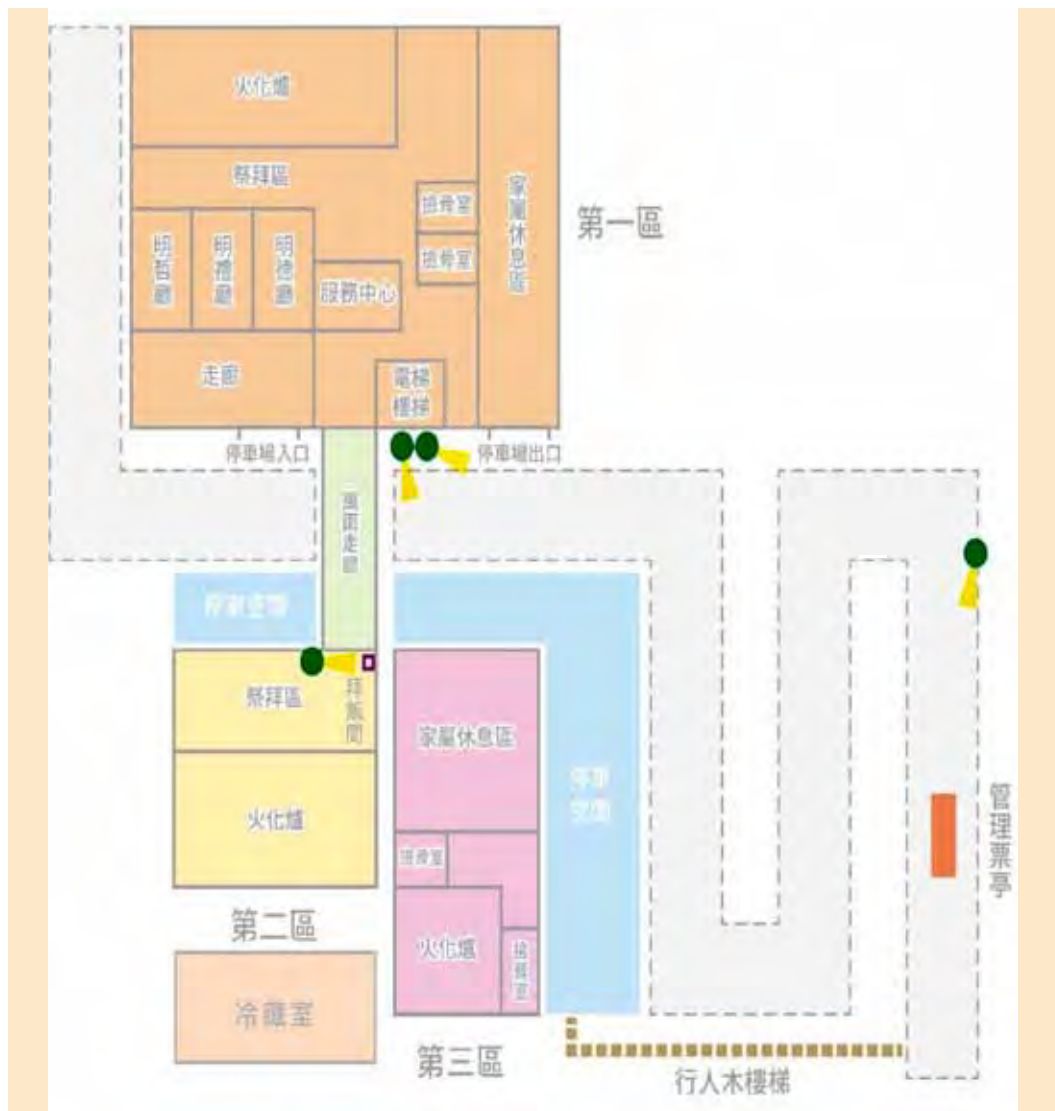 火化爐
祭拜區
撿骨室
撿骨室
家屬休息區
第一區
明哲廳
明禮廳
明德廳
服務中心
走廊
電梯
樓梯
停車場入口
停車場出口
風雨走廊
祭拜區
拜飯間
家屬休息區
停車
空間
火化爐
管理票亭
撿骨室
第二區
火化爐
撿骨室
冷藏室
第三區
行人木樓梯